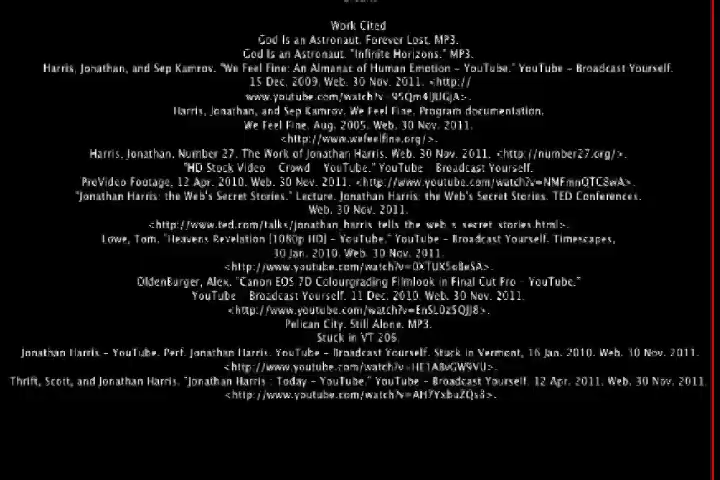 Work Cited
God Is an Astronaut. Forever Lost. MP3.
God Is an Astronaut. "Infinite Horizons." MP3.
Harris, Jonathan, and Sep Kamrov. "We Feel Fine: An Almanac of Human Emotion - YouTube." YouTube - Broadcast Yourself.
15 Dec. 2009. Web. 30 Nov. 2011. <http://
www.youtube.com/watch?v=
Harris, Jonathan, and Sep Kamrov. We Feel Fine. Program documentation.
We Feel Fine. Aug. 2005. Web. 30 Nov. 2011.
<http://www.wefeelfine.org/>.
Harris, Jonathan. Number 27. The Work of Jonathan Harris. Web. 30 Nov. 2011. <http://number27.org/>.
"HD Stock Video Crowd YouTube." YouTube Broadcast Yourself.
ProVideo Footage, 12 Apr. 2010. Web. 30 Nov. 2011. <http://www.youtube.com/watch?v=NMFmnQTC8wA>.
"Jonathan Harris: the Web's Secret Stories." Lecture. Jonathan Harris: the Web's Secret Stories. TED Conferences.
Web. 30 Nov. 2011.
<http://www.ted.com/talks/jonathan_harris_tells_the_web_s_secret_stories.html>.
Lowe, Tom. "Heavens Revelation [1080p HD] - YouTube." YouTube - Broadcast Yourself. Timescapes,
30 Jan. 2010. Web. 30 Nov. 2011.
<http://www.youtube.com/watch?v=
OldenBurger, Alex. "Canon EOS 7D Colourgrading Filmlook in Final Cut Pro - YouTube."
YouTube Broadcast Yourself. 11 Dec. 2010. Web. 30 Nov. 2011.
<http://www.youtube.com/watch?v=EnSL0z5QJJ8>.
Pelican City. Still Alone. MP3.
Stuck in VT 206
Jonathan Harris - YouTube. Perf. Jonathan Harris. YouTube - Broadcast Yourself. Stuck in Vermont, 16 Jan. 2010. Web. 30 Nov. 2011.
<http://www.youtube.com/watch?v=
Thrift, Scott, and Jonathan Harris. "Jonathan Harris : Today - YouTube." YouTube - Broadcast Yourself. 12 Apr. 2011. Web. 30 Nov. 2011.
<http://www.youtube.com/watch?v=